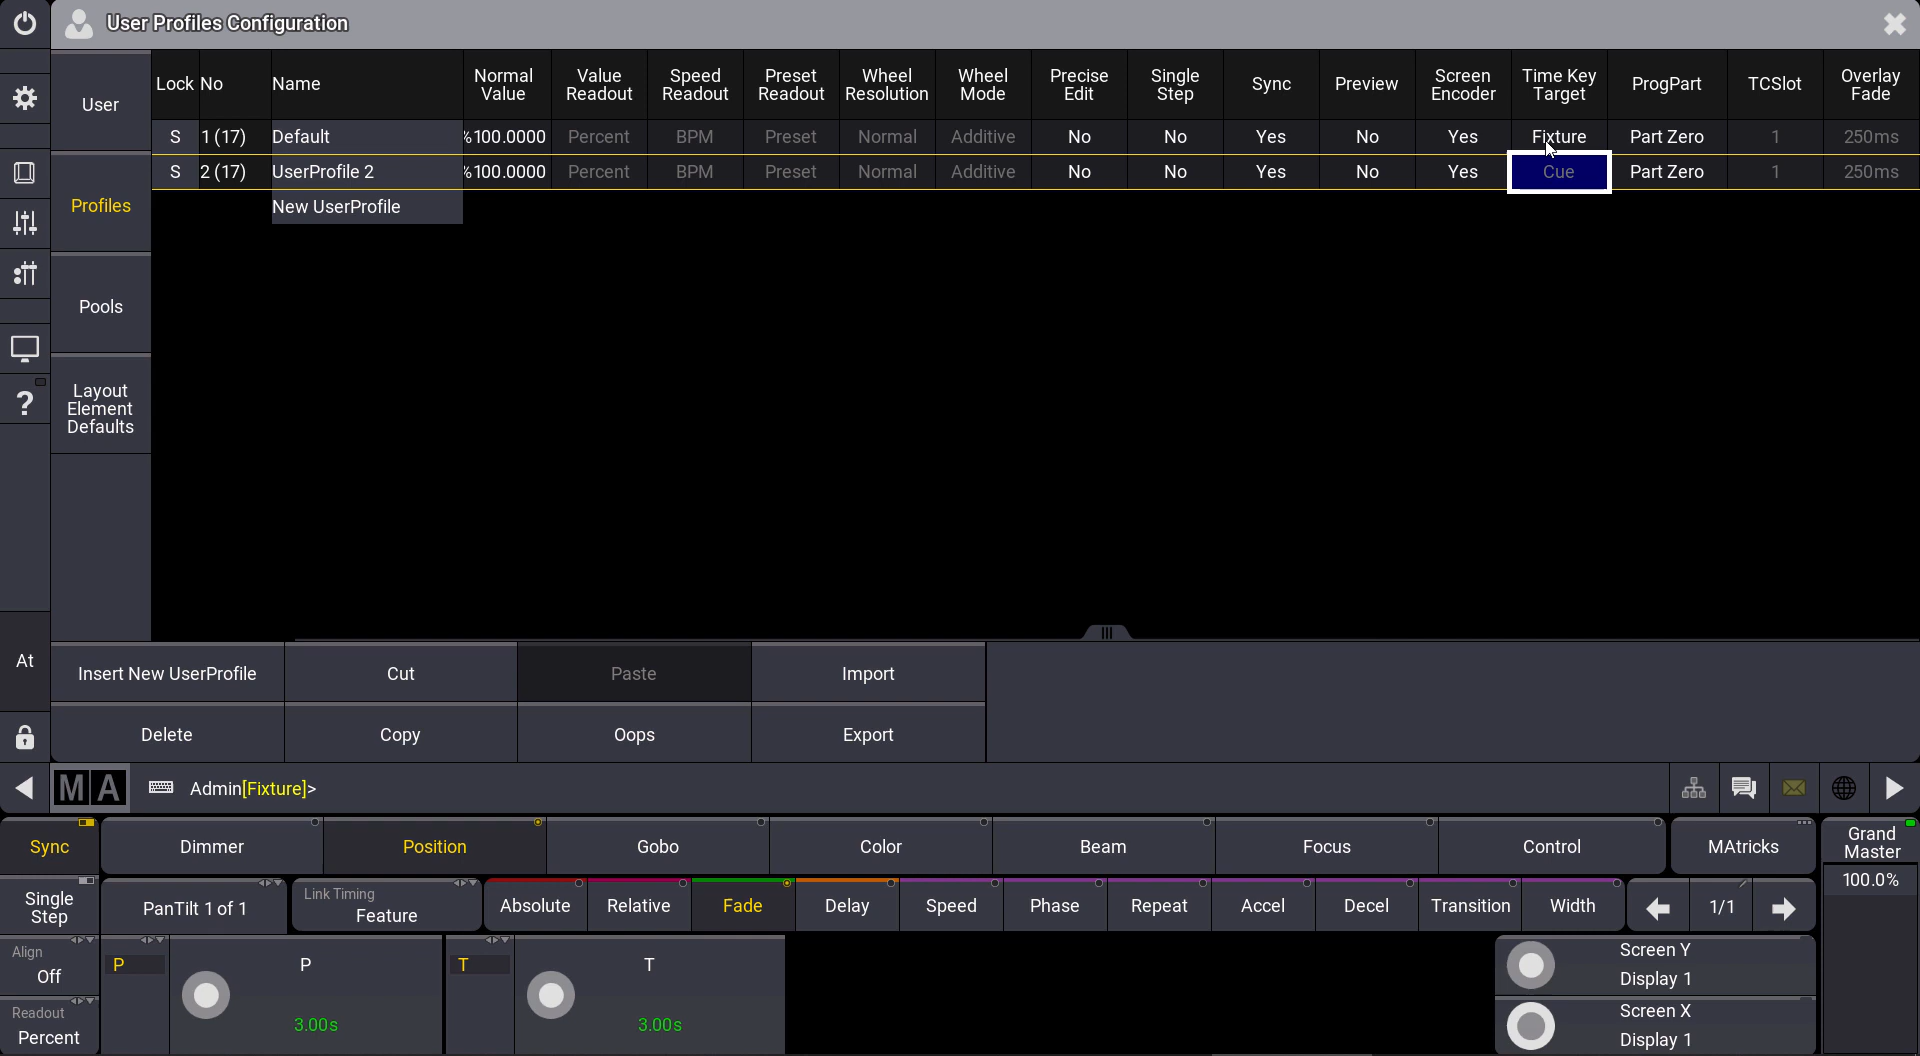 User Profiles Configuration
User
Profiles
Pools
Layout
Element
Defaults
Lock No Name Normal Value Value Readout Speed Readout Preset Readout Wheel Resolution Wheel Mode Precise Edit Single Step Sync Preview Screen Encoder Time Key Target ProgPart TCSlot Overlay Fade
S 1 (17) Default %100.0000 Percent BPM Preset Normal Additive No No Yes No Yes Fixture Part Zero 1 250ms
S 2 (17) UserProfile 2 %100.0000 Percent BPM Preset Normal Additive No No Yes No Yes Cue Part Zero 1 250ms
New UserProfile
?
At
Insert New UserProfile Cut Paste Import
Delete Copy Oops Export
MA Admin[Fixture]>
Sync Dimmer Position Gobo Color Beam Focus Control MAtricks Grand Master
100.0%
Single Step PanTilt 1 of 1 Link Timing Feature Absolute Relative Fade Delay Speed Phase Repeat Accel Decel Transition Width 1/1
Align
Off
P P T T
3.00s 3.00s
Screen Y
Display 1
Readout
Percent
Screen X
Display 1